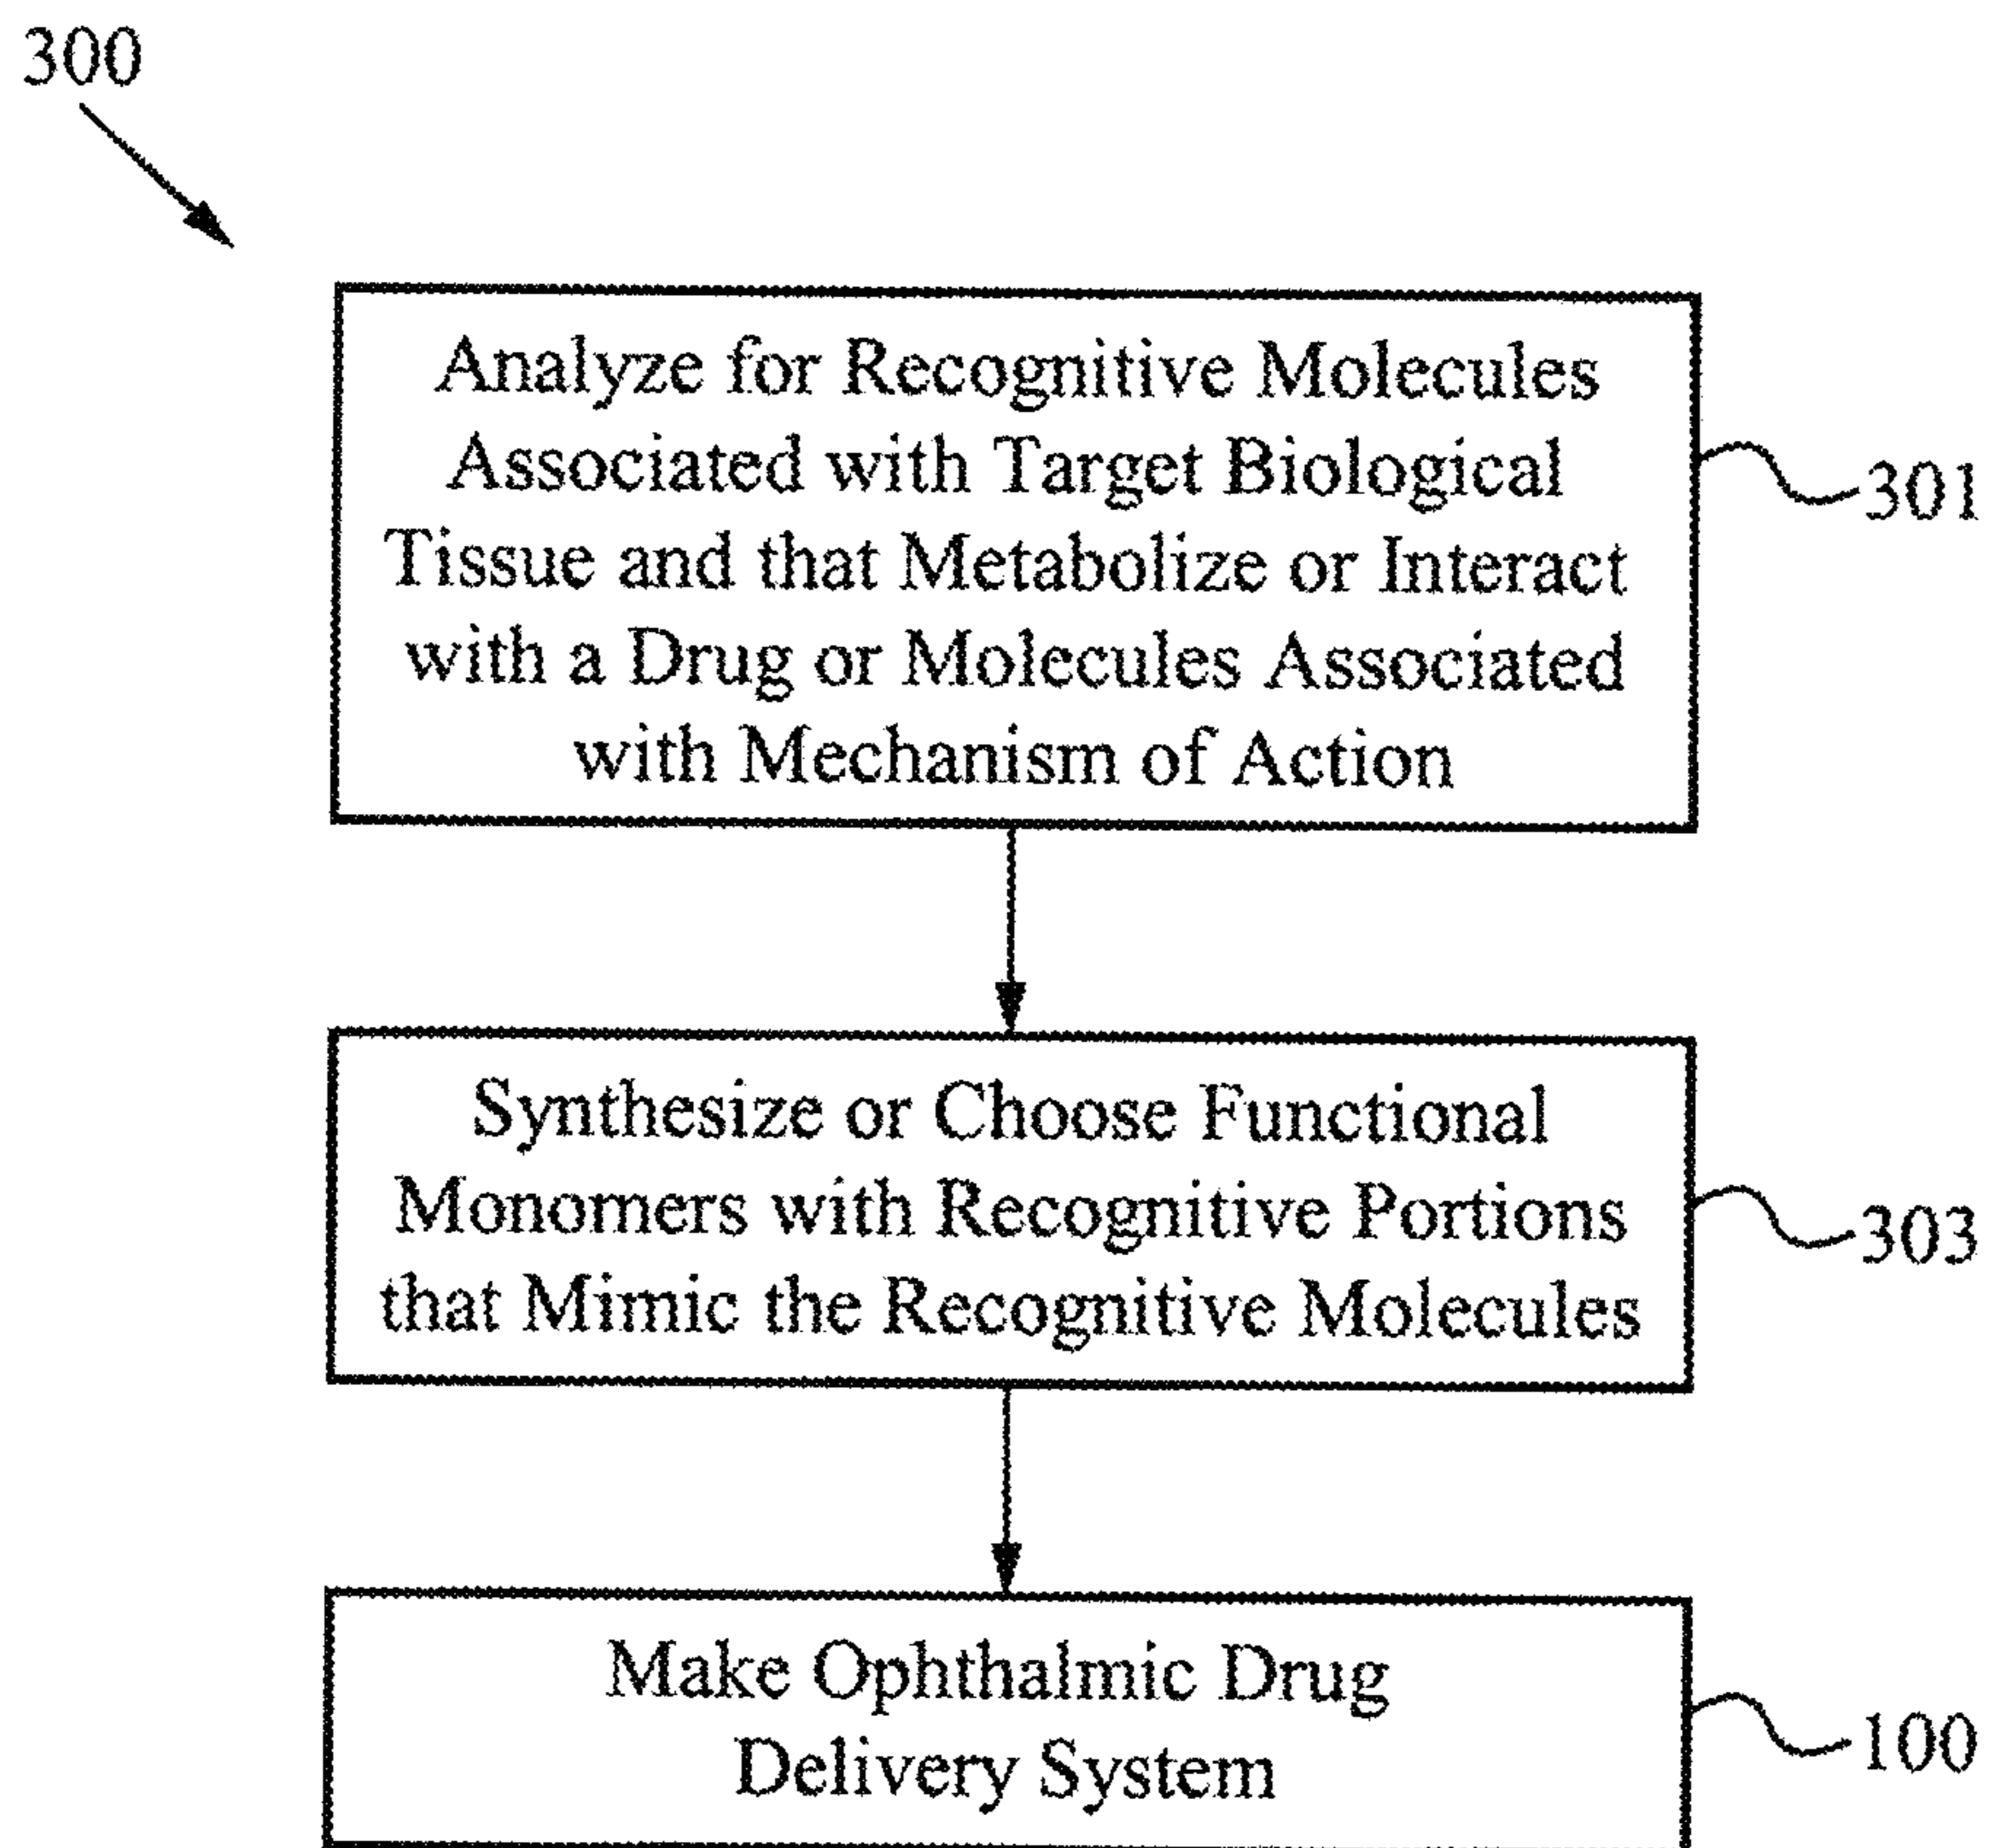 300
Analyze for Recognitive Molecules
Associated with Target Biological
Tissue and that Metabolize or Interact
with a Drug or Molecules Associated
with Mechanism of Action
301
Synthesize or Choose Functional
Monomers with Recognitive Portions
that Mimic the Recognitive Molecules
303
Make Ophthalmic Drug
Delivery System
100